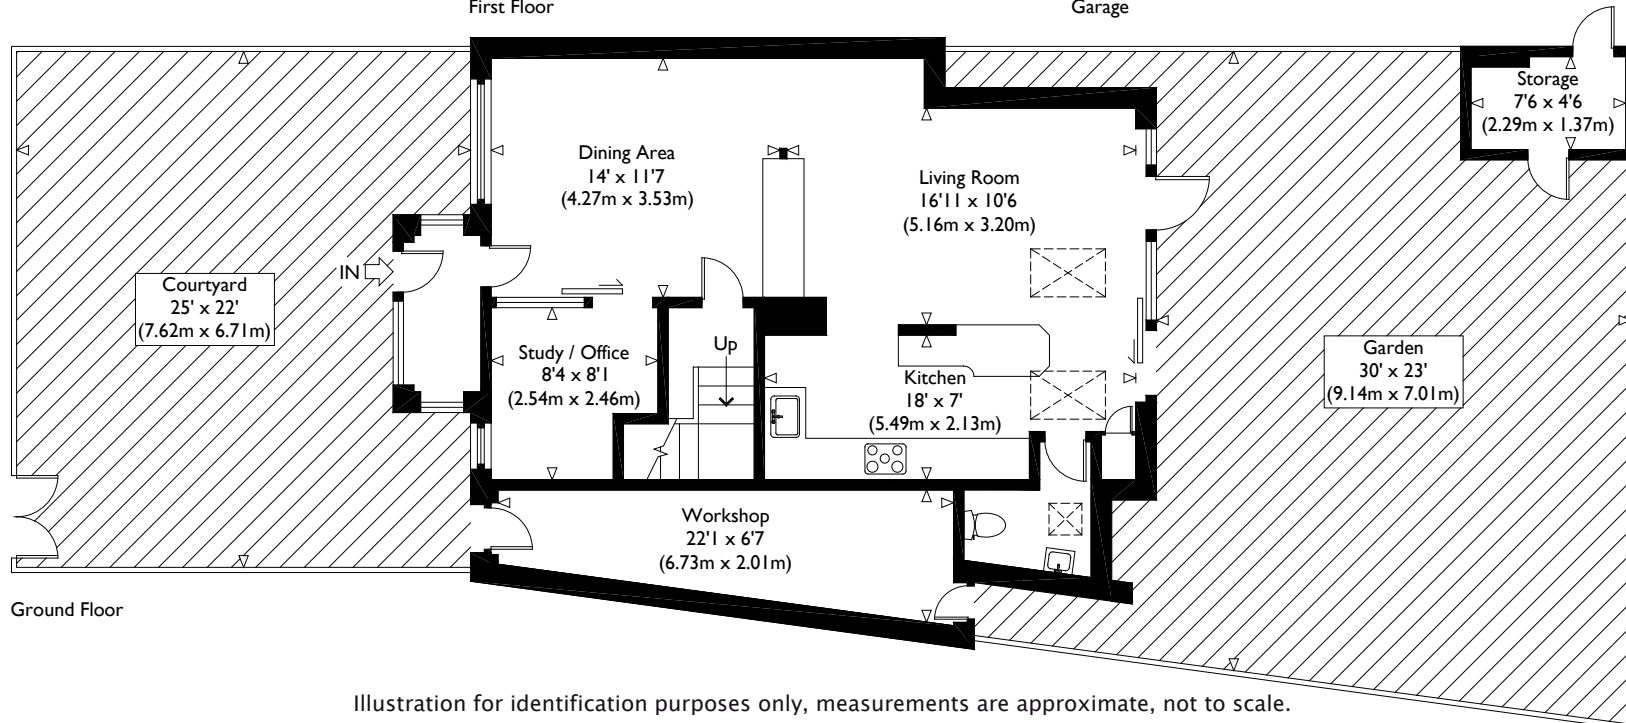 First Floor
Garage
Storage
7'6 x 4'6
(2.29m x 1.37m)
Dining Area
14' x 11'7
(4.27m x 3.53m)
Living Room
16'11 x 10'6
(5.16m x 3.20m)
IN
Courtyard
25' x 22'
(7.62m x 6.71m)
Study / Office
8'4 x 8'1
(2.54m x 2.46m)
Up
Kitchen
18' x 7'
(5.49m x 2.13m)
Garden
30' x 23'
(9.14m x 7.01m)
Workshop
22'1 x 6'7
(6.73m x 2.01m)
Ground Floor
Illustration for identification purposes only, measurements are approximate, not to scale.